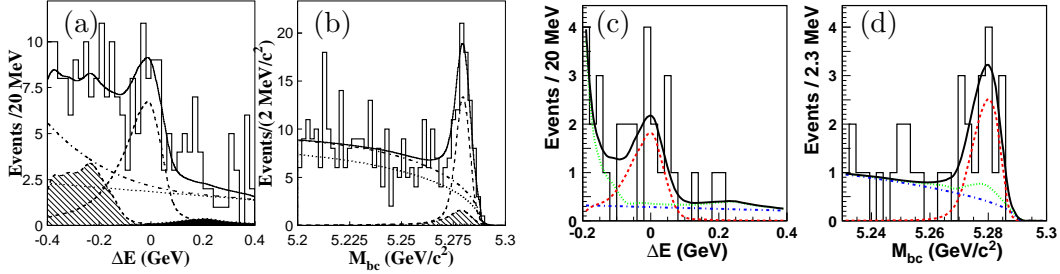 (a)
Events /20 MeV
10
7.5
5
2.5
0
-0.4 -0.2 0 0.2 0.4
ΔE (GeV)
(b)
Events/(2 MeV/c²)
20
15
10
5
0
5.2 5.225 5.25 5.275 5.3
M_bc (GeV/c²)
(c)
Events / 20 MeV
4
3
2
1
0
-0.2 0 0.2 0.4
ΔE (GeV)
(d)
Events / 2.3 MeV
4
3
2
1
0
5.24 5.26 5.28 5.3
M_bc (GeV/c²)